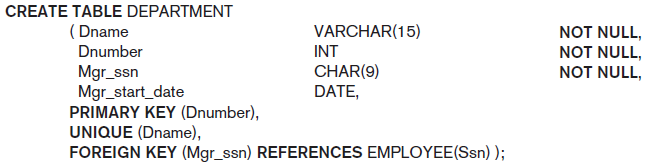 CREATE TABLE DEPARTMENT
( Dname VARCHAR(15) NOT NULL,
Dnumber INT NOT NULL,
Mgr_ssn CHAR(9) NOT NULL,
Mgr_start_date DATE,
PRIMARY KEY (Dnumber),
UNIQUE (Dname),
FOREIGN KEY (Mgr_ssn) REFERENCES EMPLOYEE(Ssn) );